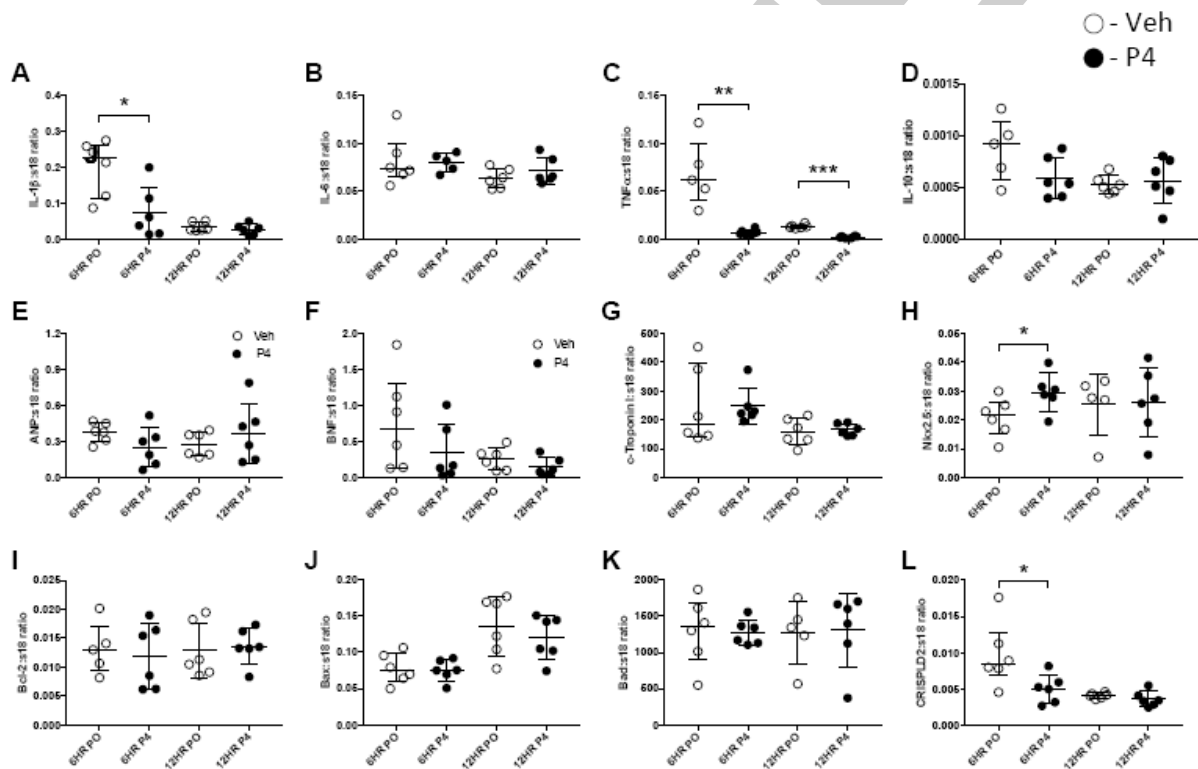 ○ - Veh
● - P4
A
IL-1β:s18 ratio
0.4
0.3
0.2
0.1
0.0
*
6HR PO
6HR P4
12HR PO
12HR P4
B
IL-6:s18 ratio
0.15
0.10
0.05
0.00
6HR PO
6HR P4
12HR PO
12HR P4
C
TNFα:s18 ratio
0.15
0.10
0.05
0.00
**
***
6HR PO
6HR P4
12HR PO
12HR P4
D
IL-10:s18 ratio
0.0015
0.0010
0.0005
0.0000
6HR PO
6HR P4
12HR PO
12HR P4
E
ANP:s18 ratio
1.2
0.9
0.6
0.3
0.0
○ Veh
● P4
6HR PO
6HR P4
12HR PO
12HR P4
F
BNF:s18 ratio
2.0
1.5
1.0
0.5
0.0
○ Veh
● P4
6HR PO
6HR P4
12HR PO
12HR P4
G
c-Troponin I:s18 ratio
500
400
300
200
100
0
6HR PO
6HR P4
12HR PO
12HR P4
H
Nkx2.5:s18 ratio
0.05
0.04
0.03
0.02
0.01
0.00
*
6HR PO
6HR P4
12HR PO
12HR P4
I
Bcl-2:s18 ratio
0.025
0.020
0.015
0.010
0.005
0.000
6HR PO
6HR P4
12HR PO
12HR P4
J
Bax:s18 ratio
0.20
0.15
0.10
0.05
0.00
6HR PO
6HR P4
12HR PO
12HR P4
K
Bad:s18 ratio
2000
1600
1200
800
400
0
6HR PO
6HR P4
12HR PO
12HR P4
L
CRISPLD2:s18 ratio
0.020
0.015
0.010
0.005
0.000
*
6HR PO
6HR P4
12HR PO
12HR P4